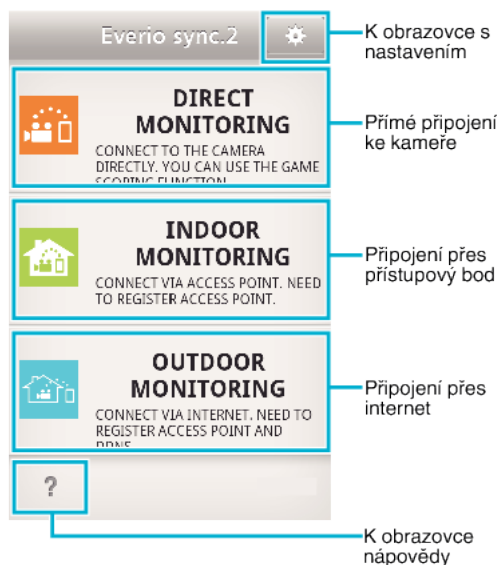 Everio sync.2
K obrazovce s
nastavením
DIRECT
MONITORING
CONNECT TO THE CAMERA
DIRECTLY. YOU CAN USE THE GAME
SCORING FUNCTION
Přímé připojení
ke kameře
INDOOR
MONITORING
CONNECT VIA ACCESS POINT. NEED
TO REGISTER ACCESS POINT.
Připojení přes
přístupový bod
OUTDOOR
MONITORING
CONNECT VIA INTERNET. NEED TO
REGISTER ACCESS POINT AND
Připojení přes
internet
?
K obrazovce
nápovědy